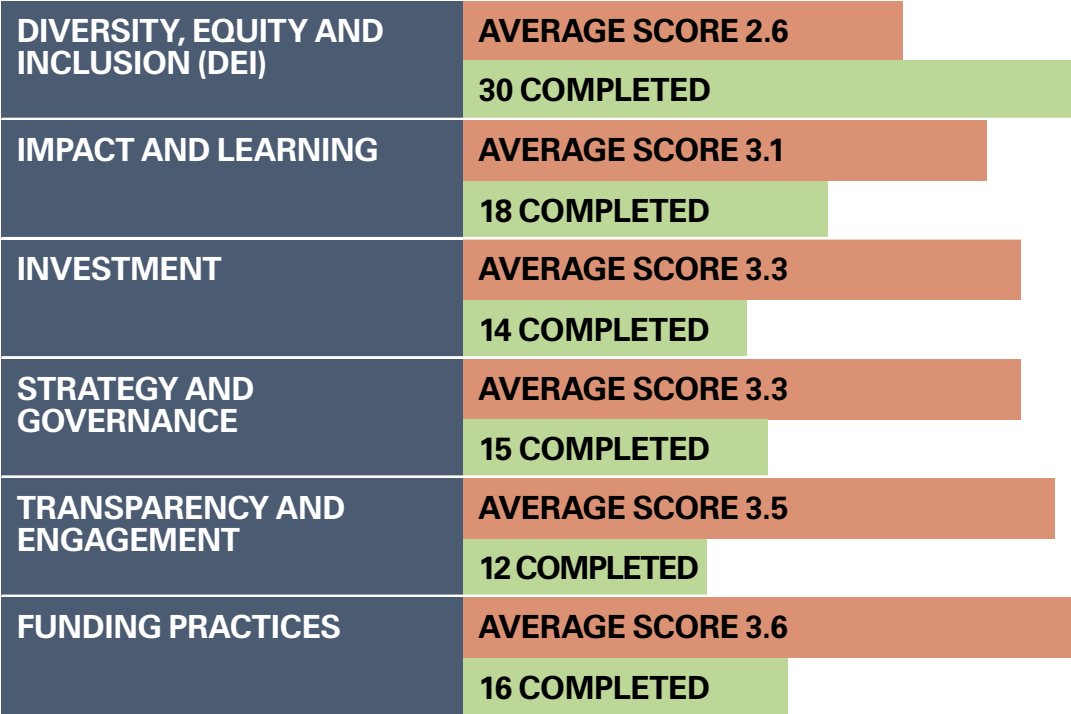 DIVERSITY, EQUITY AND
INCLUSION (DEI)
AVERAGE SCORE 2.6
30 COMPLETED
IMPACT AND LEARNING
AVERAGE SCORE 3.1
18 COMPLETED
INVESTMENT
AVERAGE SCORE 3.3
14 COMPLETED
STRATEGY AND
GOVERNANCE
AVERAGE SCORE 3.3
15 COMPLETED
TRANSPARENCY AND
ENGAGEMENT
AVERAGE SCORE 3.5
12 COMPLETED
FUNDING PRACTICES
AVERAGE SCORE 3.6
16 COMPLETED